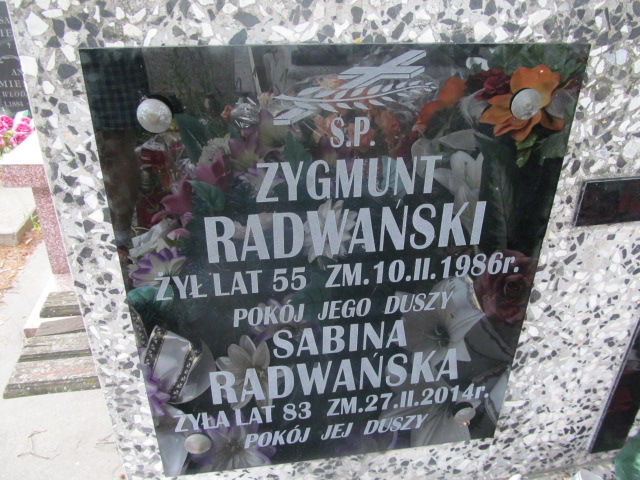 Ś.P.
ZYGMUNT
RADWAŃSKI
ŻYŁ LAT 55 ZM.10.II.1986r.
POKÓJ JEGO DUSZY
SABINA
RADWAŃSKA
ŻYŁA LAT 83 ZM.27.II.2014r.
POKÓJ JEJ DUSZY